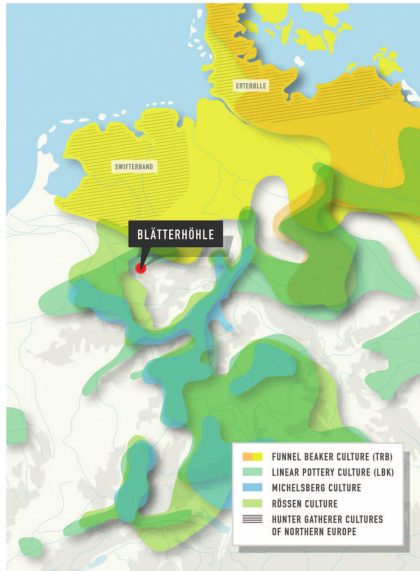 ERTEBØLLE
SWIFTERBAND
BLÄTTERHÖHLE
FUNNEL BEAKER CULTURE (TRB)
LINEAR POTTERY CULTURE (LBK)
MICHELSBERG CULTURE
RÖSSEN CULTURE
HUNTER GATHERER CULTURES
OF NORTHERN EUROPE